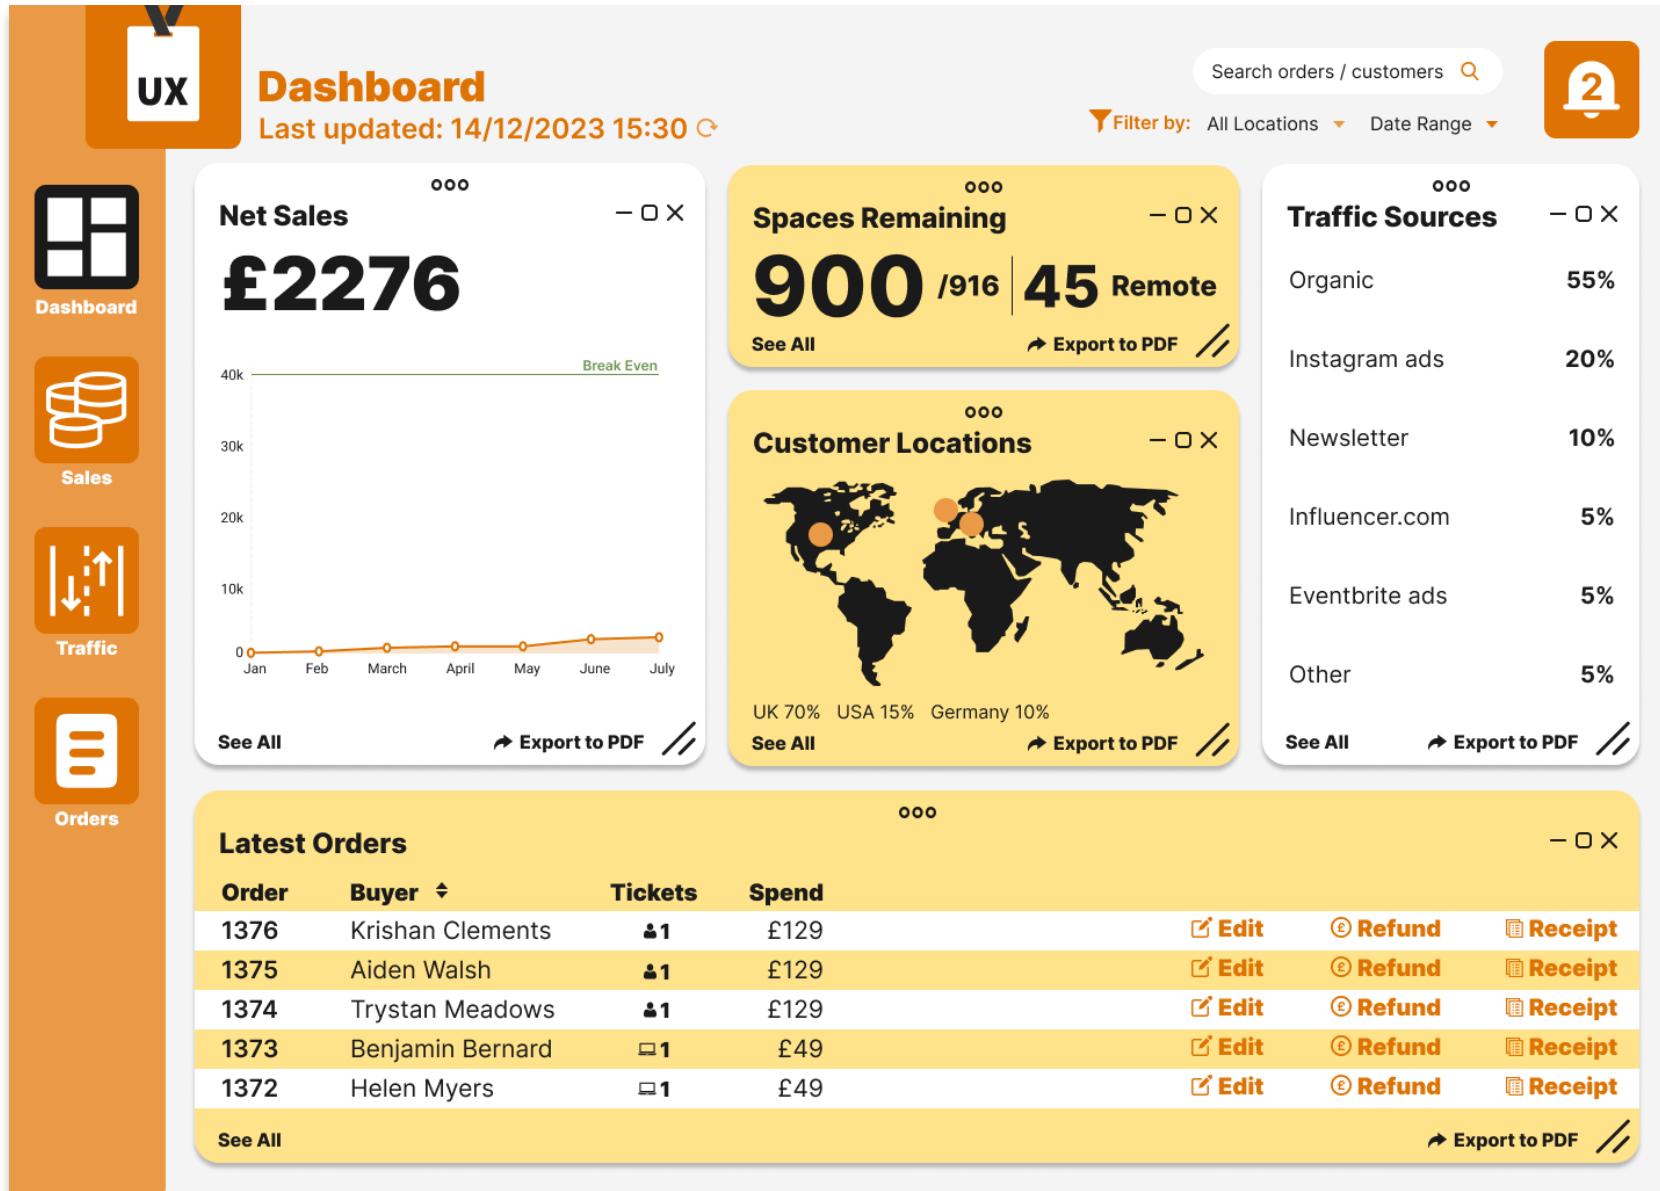 UX
Dashboard
Last updated: 14/12/2023 15:30
Search orders / customers
Filter by: All Locations Date Range
2
Dashboard
Sales
Traffic
Orders
Net Sales
£2276
Break Even
40k
30k
20k
10k
0
Jan Feb March April May June July
See All Export to PDF
Spaces Remaining
900 /916 45 Remote
See All Export to PDF
Customer Locations
UK 70% USA 15% Germany 10%
See All Export to PDF
Traffic Sources
Organic 55%
Instagram ads 20%
Newsletter 10%
Influencer.com 5%
Eventbrite ads 5%
Other 5%
See All Export to PDF
Latest Orders
Order Buyer Tickets Spend
1376 Krishan Clements 1 £129 Edit £ Refund Receipt
1375 Aiden Walsh 1 £129 Edit £ Refund Receipt
1374 Trystan Meadows 1 £129 Edit £ Refund Receipt
1373 Benjamin Bernard 1 £49 Edit £ Refund Receipt
1372 Helen Myers 1 £49 Edit £ Refund Receipt
See All Export to PDF